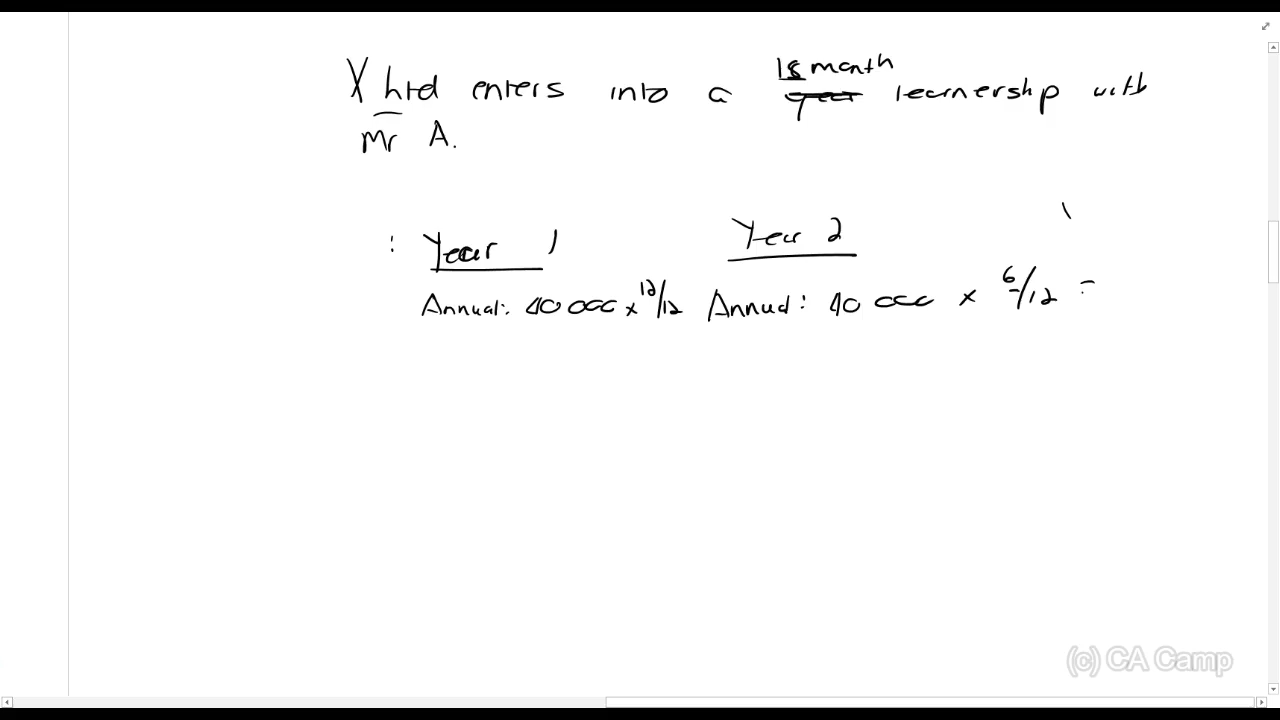 18 month
X Ltd enters into a year learnership with
Mr A.
: Year 1 Year 2
Annual: 40 000 x 12/12 Annual: 40 000 x 6/12 =
(c) CA Camp